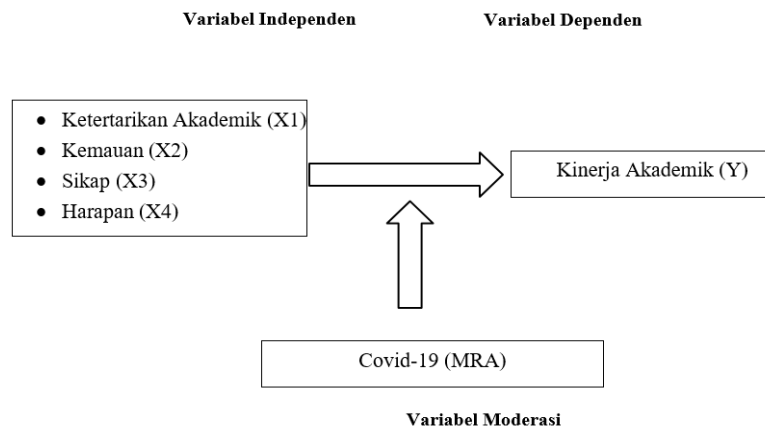 Variabel Independen
Variabel Dependen
• Ketertarikan Akademik (X1)
• Kemauan (X2)
• Sikap (X3)
• Harapan (X4)
Kinerja Akademik (Y)
Covid-19 (MRA)
Variabel Moderasi